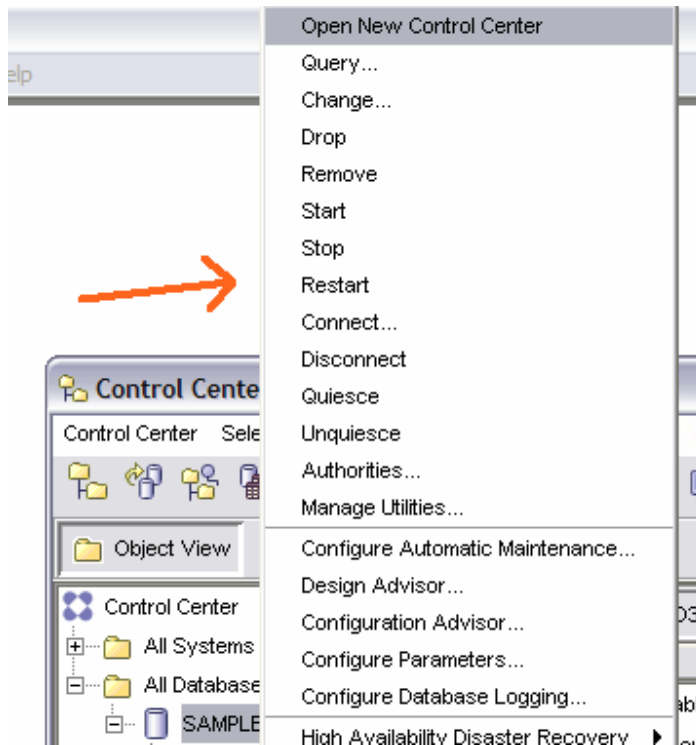 Open New Control Center
Query...
elp
Change...
Drop
Remove
Start
Stop
Restart
Connect...
Disconnect
Control Cente
Quiesce
Control Center Sele
Unquiesce
Authorities...
Manage Utilities...
Object View
Configure Automatic Maintenance...
Design Advisor...
Control Center
Configuration Advisor...
All Systems
Configure Parameters...
All Database
Configure Database Logging...
SAMPLE
High Availability Disaster Recovery